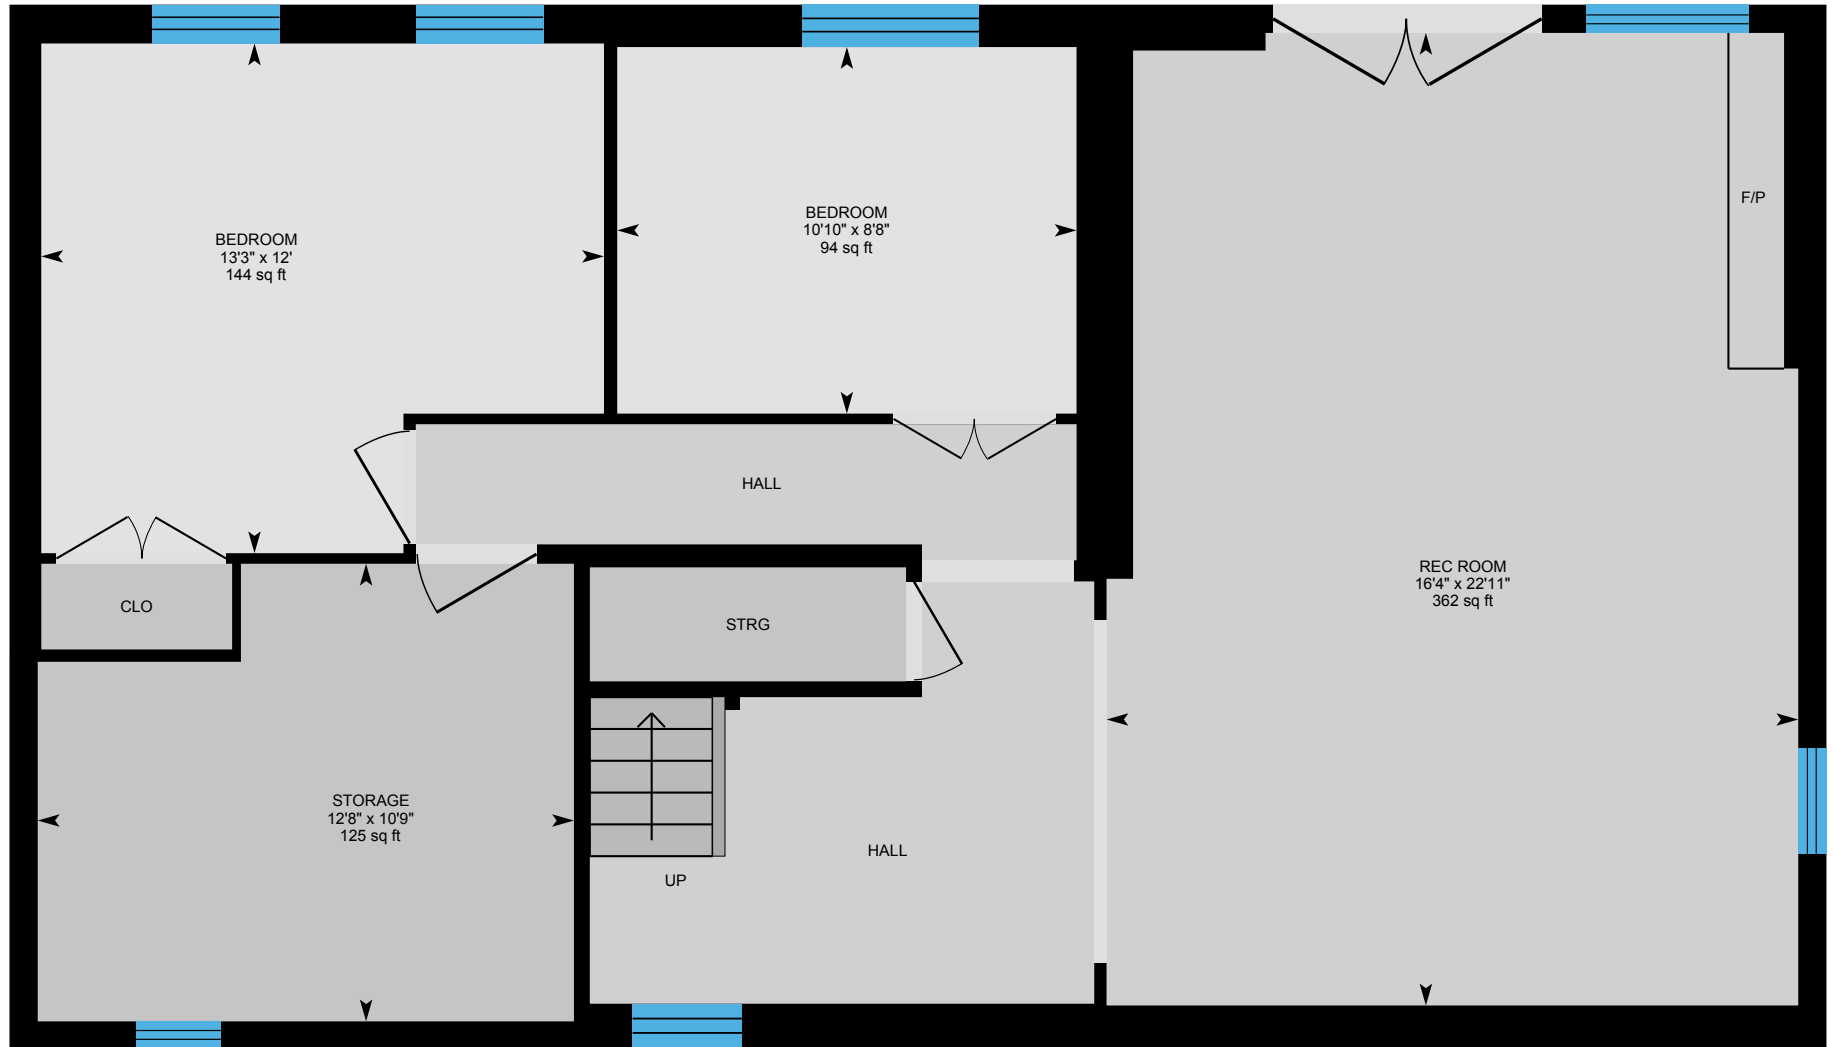 BEDROOM
13'3" x 12'
144 sq ft
BEDROOM
10'10" x 8'8"
94 sq ft
F/P
HALL
CLO
STRG
REC ROOM
16'4" x 22'11"
362 sq ft
STORAGE
12'8" x 10'9"
125 sq ft
HALL
UP